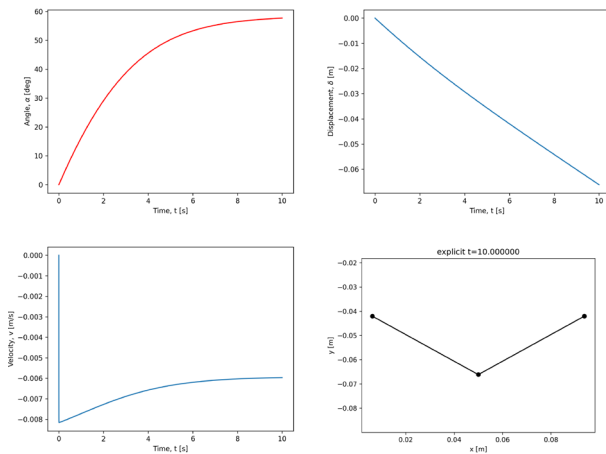 60
50
40
30
20
10
0
Angle, α [deg]
0 2 4 6 8 10
Time, t [s]
0.00
−0.01
−0.02
−0.03
−0.04
−0.05
−0.06
Displacement, δ [m]
0 2 4 6 8 10
Time, t [s]
0.000
−0.001
−0.002
−0.003
−0.004
−0.005
−0.006
−0.007
−0.008
Velocity, v [m/s]
0 2 4 6 8 10
Time, t [s]
explicit t=10.000000
−0.02
−0.03
−0.04
−0.05
−0.06
−0.07
−0.08
y [m]
0.02 0.04 0.06 0.08
x [m]